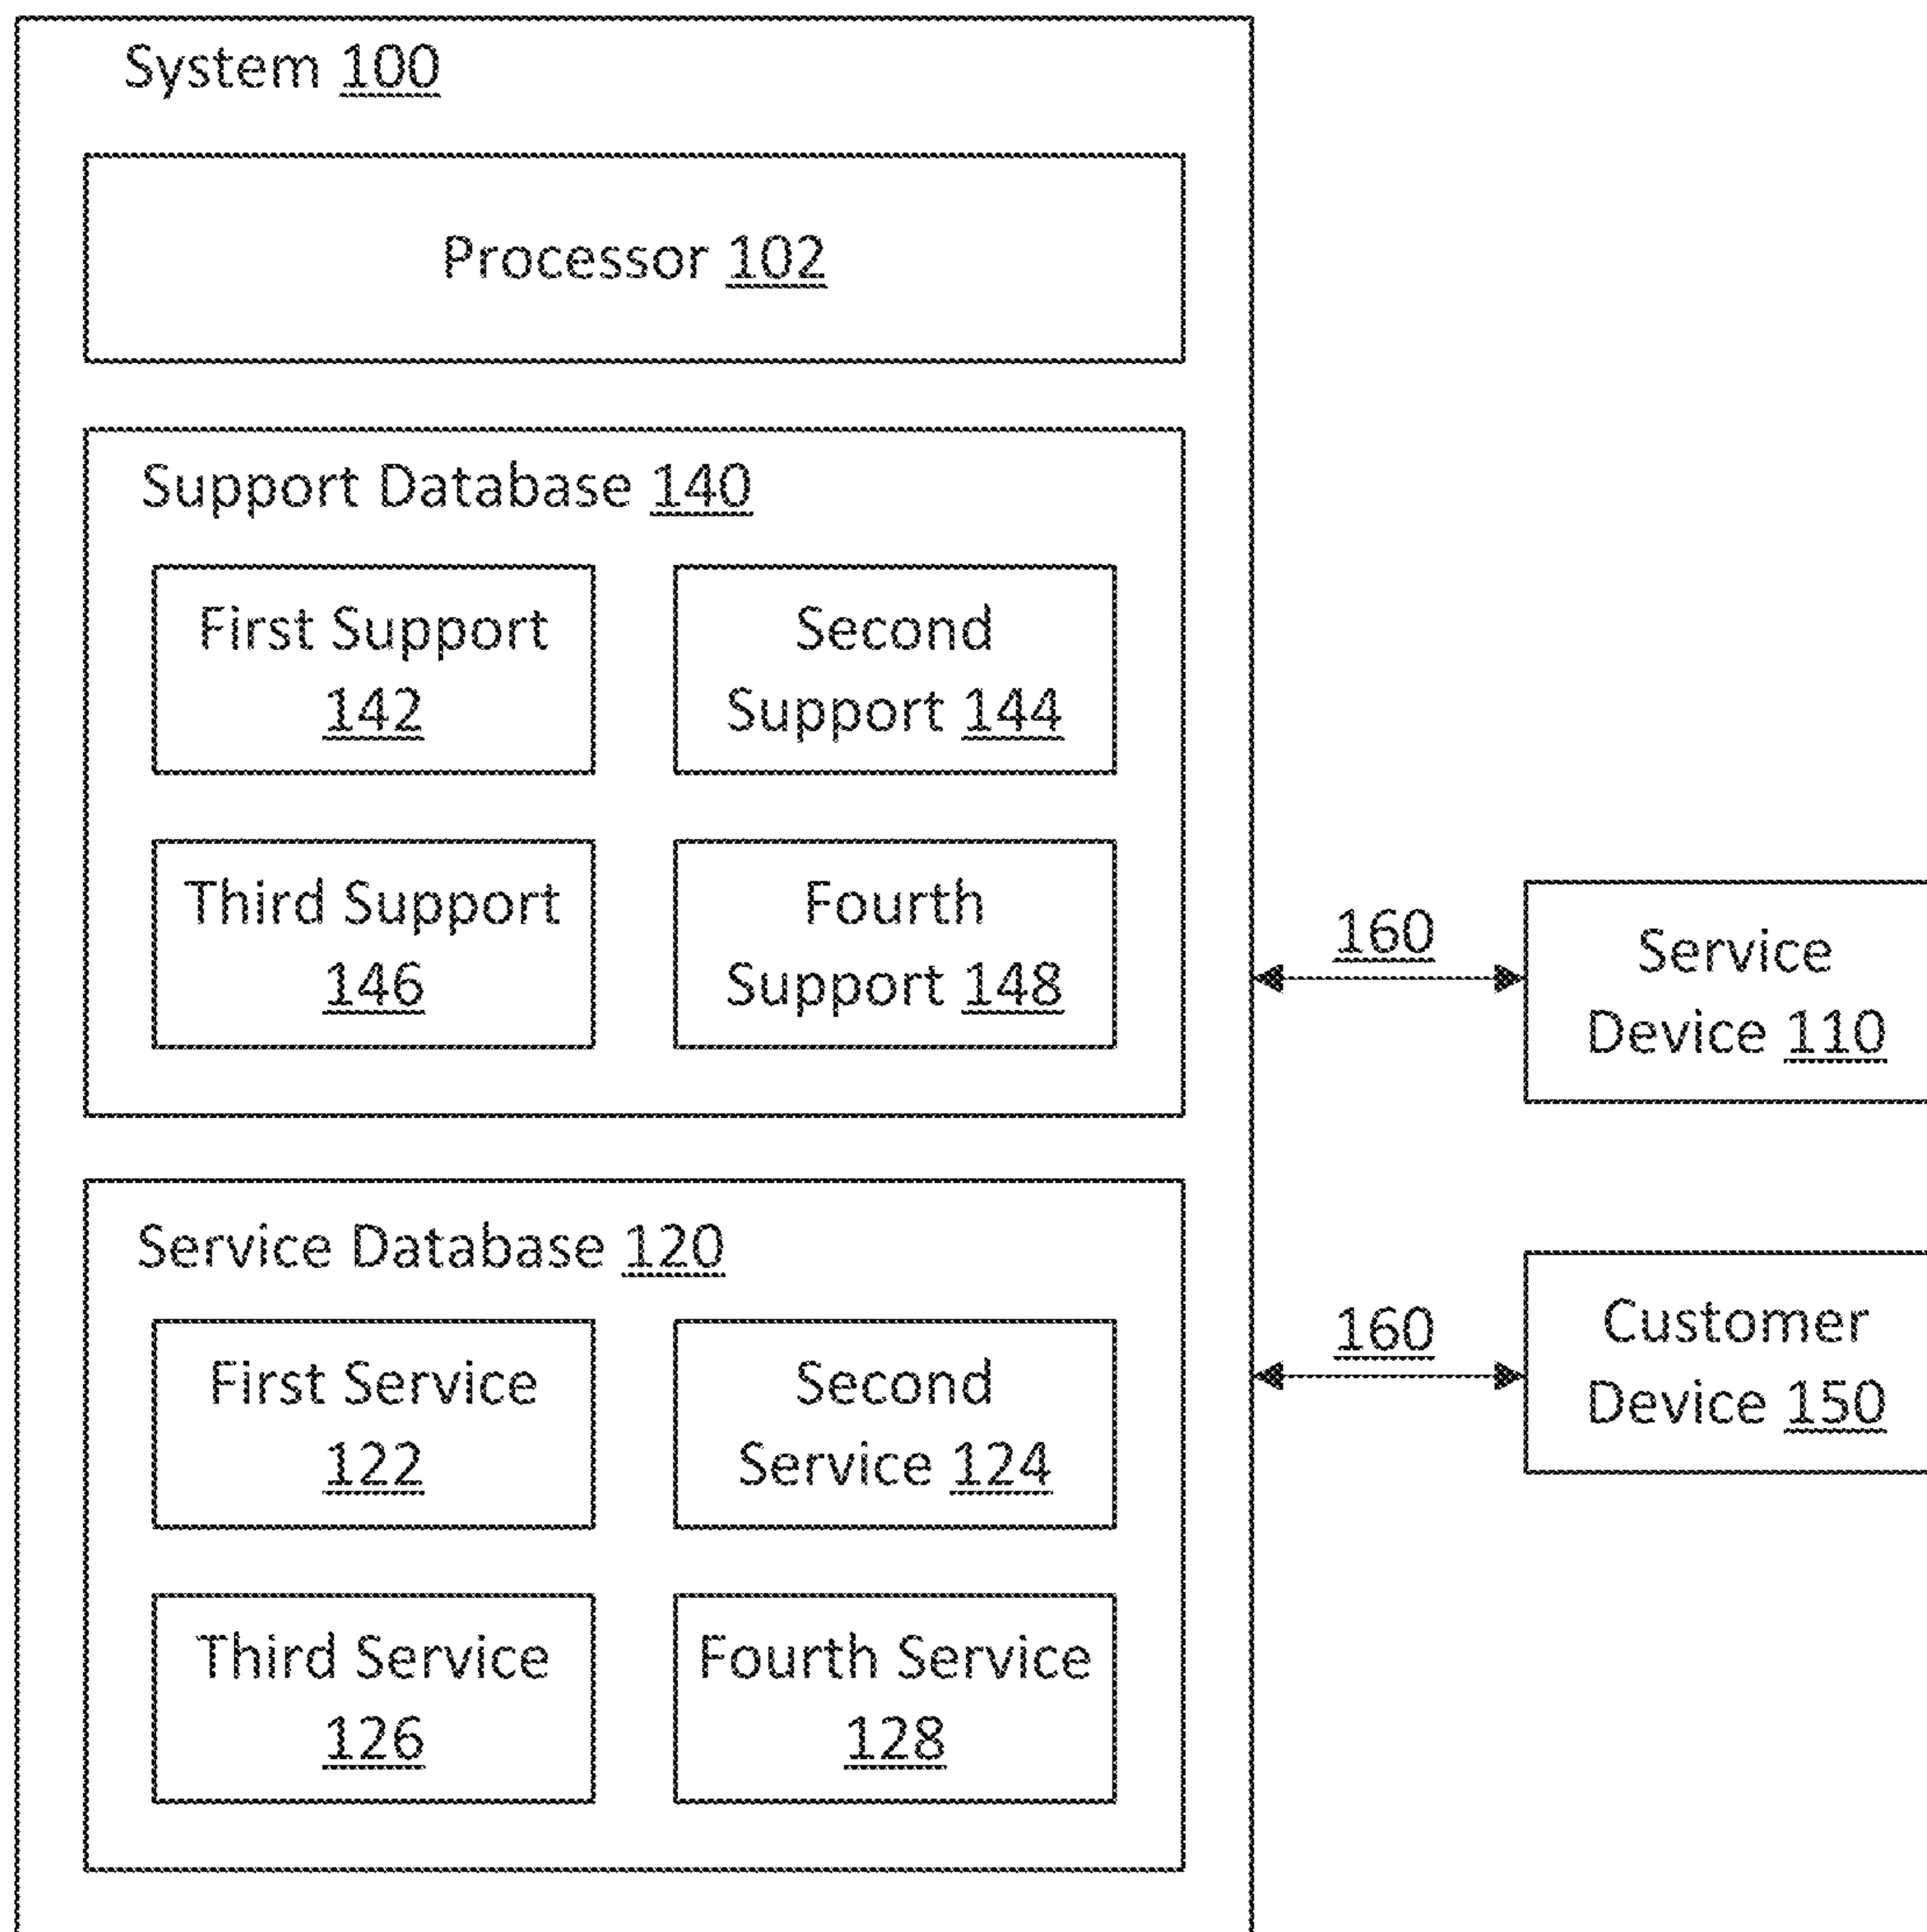 System 100
Processor 102
Support Database 140
First Support
142
Second
Support 144
Third Support
146
Fourth
Support 148
160
Service
Device 110
Service Database 120
First Service
122
Second
Service 124
160
Customer
Device 150
Third Service
126
Fourth Service
128